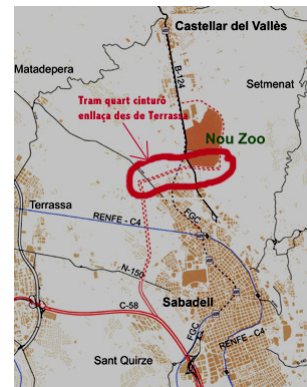 Castellar del Vallès
Matadepera
B-124
Setmenat
Tram quart cinturó
enllaça des de Terrassa
Nou Zoo
Terrassa
RENFE - C4
FGC
N-150
Sabadell
C-58
FGC
RENFE - C4
Sant Quirze